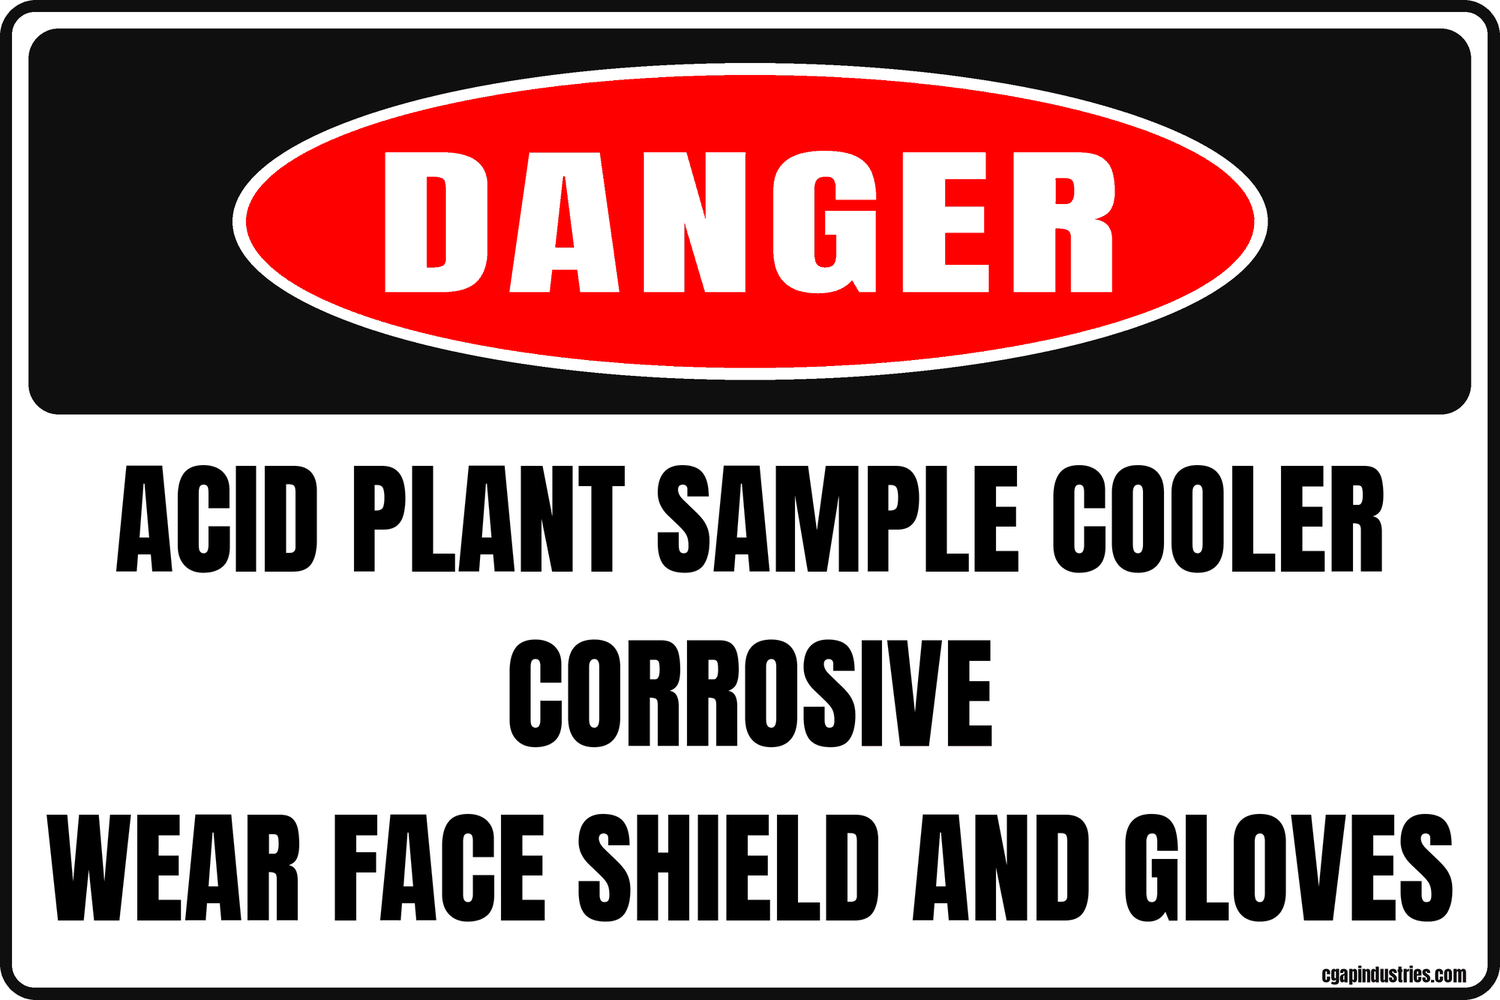 DANGER
ACID PLANT SAMPLE COOLER
CORROSIVE
WEAR FACE SHIELD AND GLOVES
cgapindustries.com